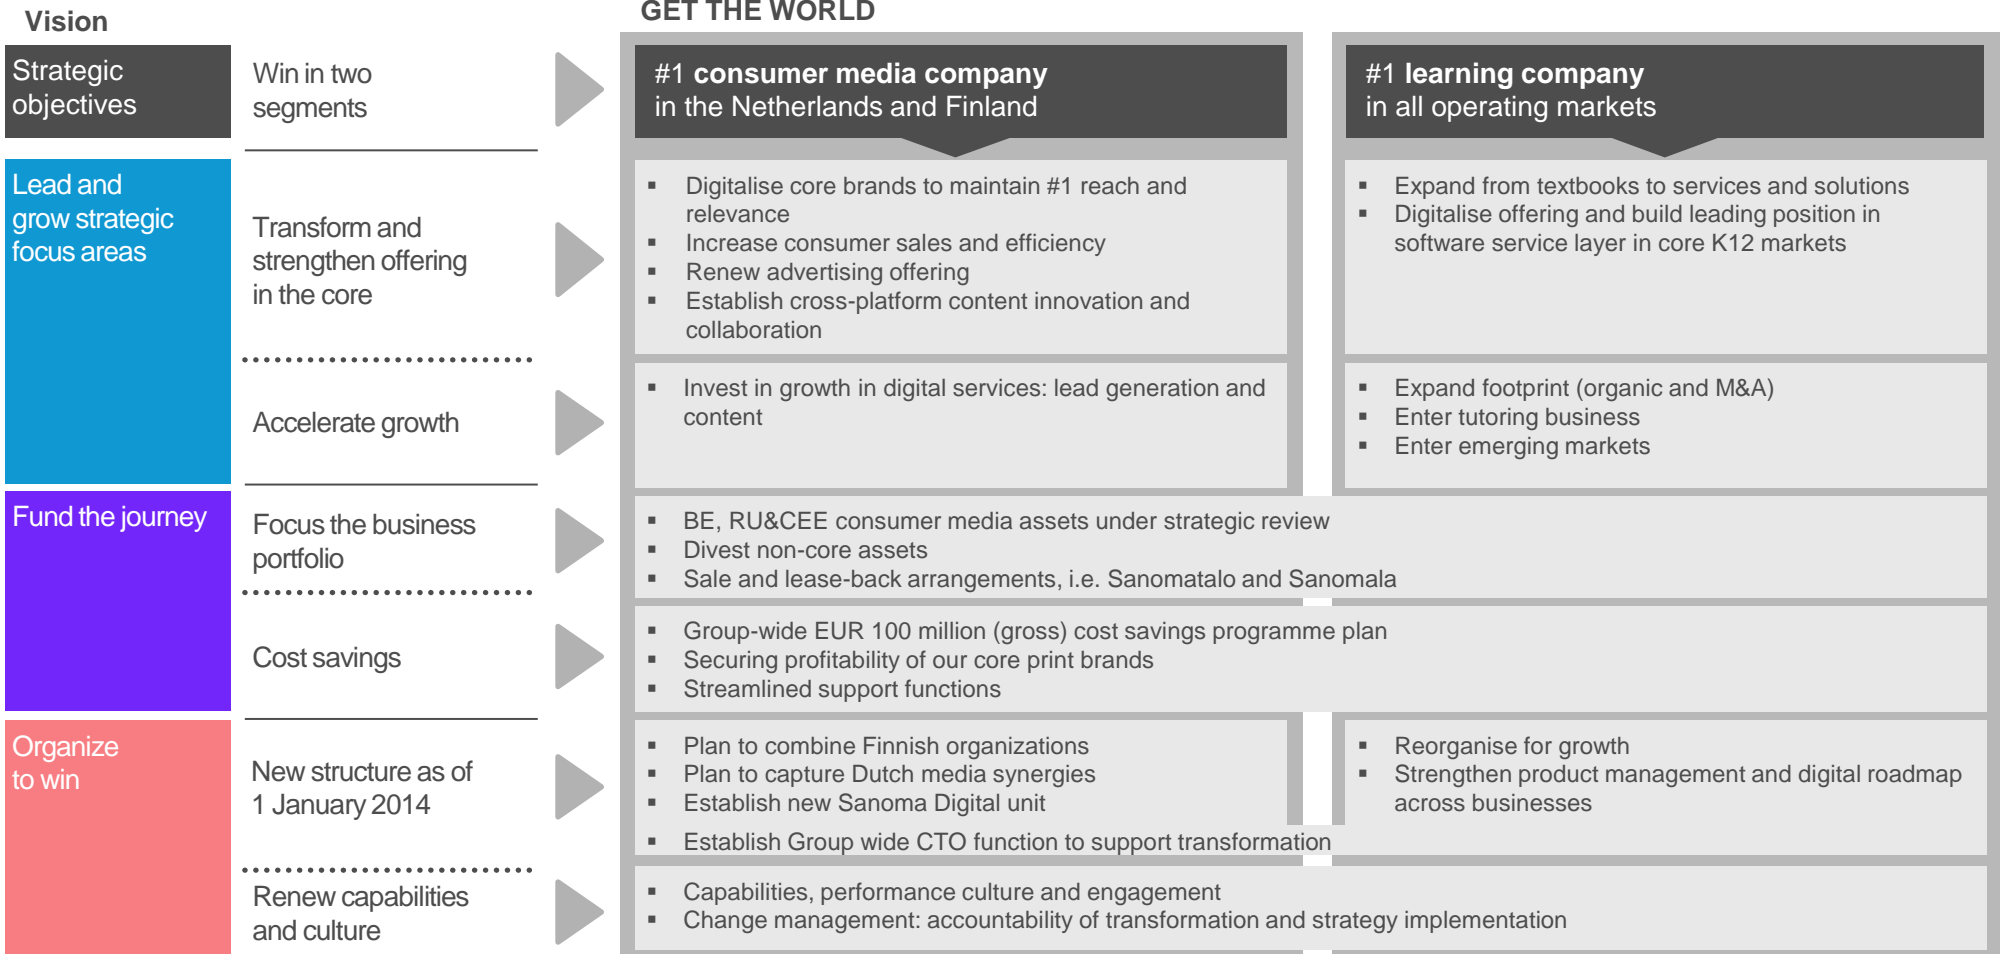 Vision
GET THE WORLD
Strategic
objectives
Win in two
segments
#1 consumer media company
in the Netherlands and Finland
#1 learning company
in all operating markets
Lead and
grow strategic
focus areas
Transform and
strengthen offering
in the core
▪ Digitalise core brands to maintain #1 reach and
relevance
▪ Increase consumer sales and efficiency
▪ Renew advertising offering
▪ Establish cross-platform content innovation and
collaboration
▪ Expand from textbooks to services and solutions
▪ Digitalise offering and build leading position in
software service layer in core K12 markets
Accelerate growth
▪ Invest in growth in digital services: lead generation and
content
▪ Expand footprint (organic and M&A)
▪ Enter tutoring business
▪ Enter emerging markets
Fund the journey
Focus the business
portfolio
▪ BE, RU&CEE consumer media assets under strategic review
▪ Divest non-core assets
▪ Sale and lease-back arrangements, i.e. Sanomatalo and Sanomala
Cost savings
▪ Group-wide EUR 100 million (gross) cost savings programme plan
▪ Securing profitability of our core print brands
▪ Streamlined support functions
Organize
to win
New structure as of
1 January 2014
▪ Plan to combine Finnish organizations
▪ Plan to capture Dutch media synergies
▪ Establish new Sanoma Digital unit
▪ Reorganise for growth
▪ Strengthen product management and digital roadmap
across businesses
▪ Establish Group wide CTO function to support transformation
Renew capabilities
and culture
▪ Capabilities, performance culture and engagement
▪ Change management: accountability of transformation and strategy implementation